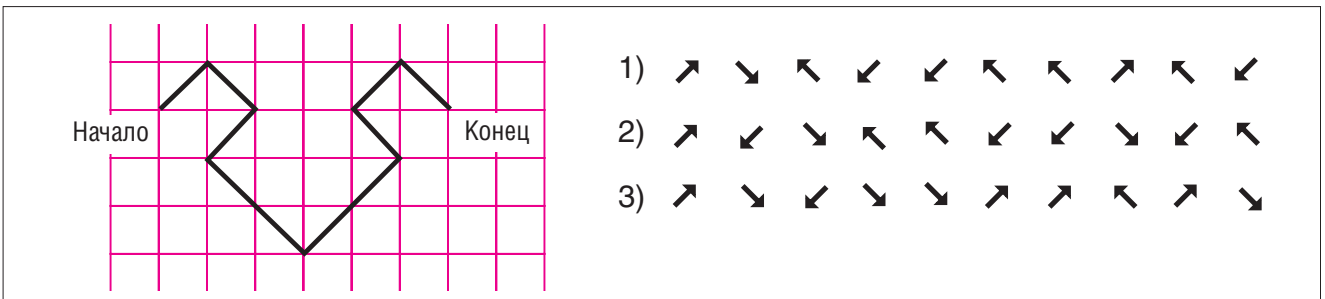 Начало
Конец
1) ↗ ↘ ↖ ↙ ↙ ↖ ↖ ↗ ↖ ↙
2) ↗ ↙ ↘ ↖ ↖ ↙ ↙ ↘ ↙ ↖
3) ↗ ↘ ↙ ↘ ↘ ↗ ↗ ↖ ↗ ↘